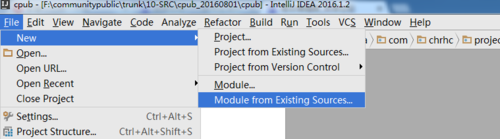 cpub - [F:\communitypublic\trunk\10-SRC\cpub_20160801\cpub] - IntelliJ IDEA 2016.1.2
File Edit View Navigate Code Analyze Refactor Build Run Tools VCS Window Help
New
Project...
com
chrhc
projec
Open...
Project from Existing Sources...
Open URL...
Project from Version Control
Open Recent
Module...
Close Project
Module from Existing Sources...
Settings... Ctrl+Alt+S
Project Structure... Ctrl+Alt+Shift+S